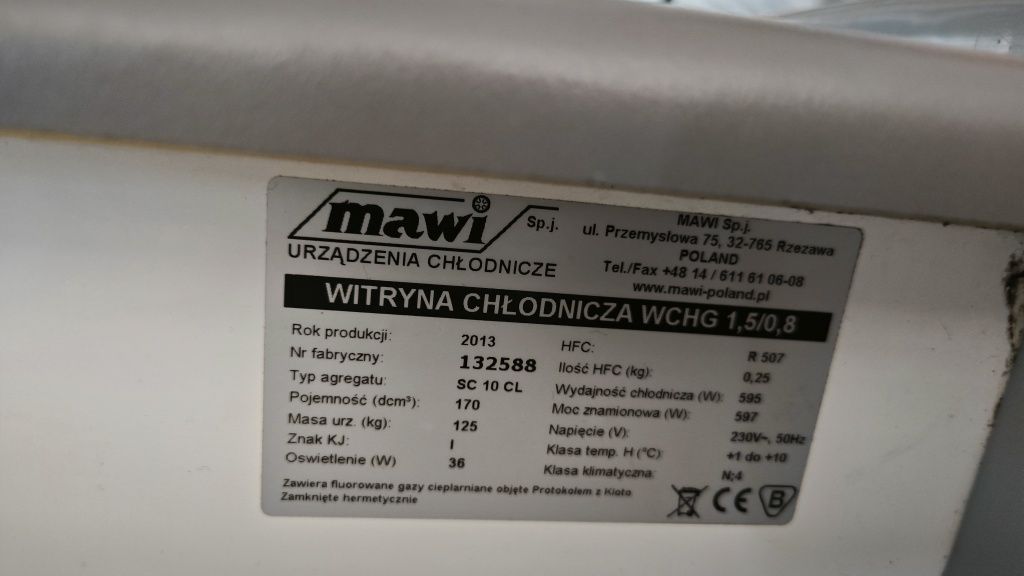 mawi Sp.j.
URZĄDZENIA CHŁODNICZE
MAWI Sp.j.
ul. Przemyslowa 75, 32-765 Rzezawa
POLAND
Tel./Fax +48 14 / 611 61 06-08
www.mawi-poland.pl
WITRYNA CHŁODNICZA WCHG 1,5/0,8
Rok produkcji: 2013
Nr fabryczny: 132588
Typ agregatu: SC 10 CL
Pojemność (dcm³): 170
Masa urz. (kg): 125
Znak KJ: I
Oswietlenie (W) 36
HFC: R 507
Ilość HFC (kg): 0,25
Wydajność chłodnicza (W): 595
Moc znamionowa (W): 597
Napięcie (V): 230V~, 50Hz
Klasa temp. H (°C): +1 do +10
Klasa klimatyczna: N;4
Zawiera fluorowane gazy cieplarniane objęte Protokołem z Kioto
Zamknięte hermetycznie
CE B